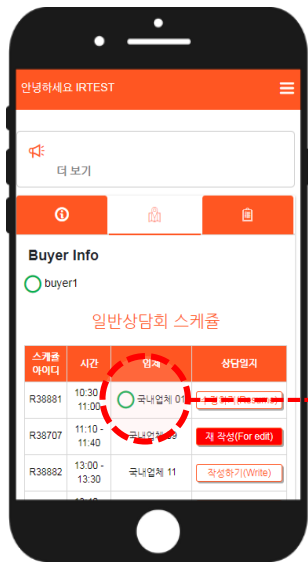 안녕하세요 IRTEST
더 보기
Buyer Info
buyer1
일반상담회 스케쥴
스케쥴 아이디 시간 업체 상담일지
R38881 10:30 - 11:00 국내업체 01
R38707 11:10 - 11:40 국내업체 재 작성(For edit)
R38882 13:00 - 13:30 국내업체 11 작성하기(Write)